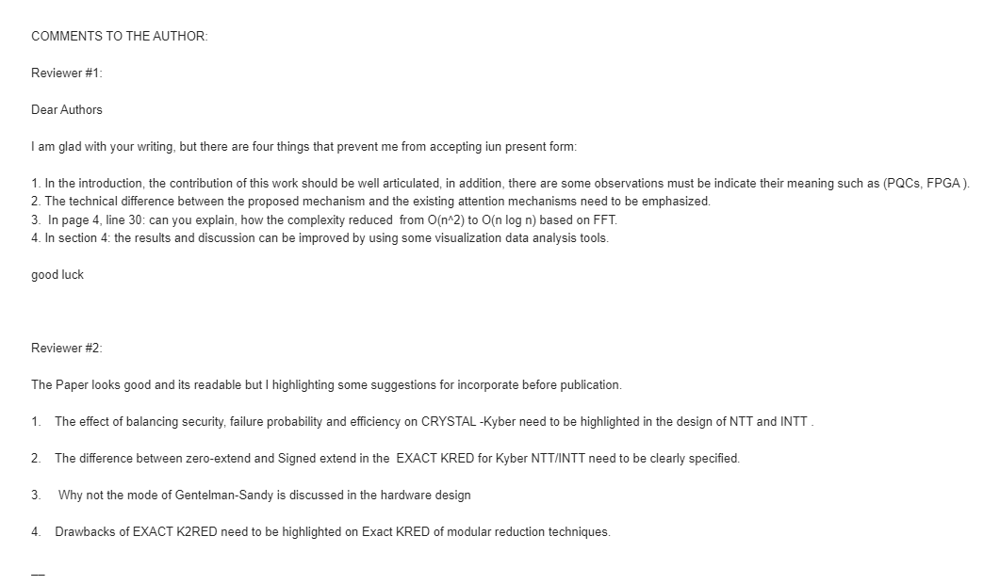 COMMENTS TO THE AUTHOR:
Reviewer #1:
Dear Authors
I am glad with your writing, but there are four things that prevent me from accepting iun present form:
1. In the introduction, the contribution of this work should be well articulated, in addition, there are some observations must be indicate their meaning such as (PQCs, FPGA ).
2. The technical difference between the proposed mechanism and the existing attention mechanisms need to be emphasized.
3.  In page 4, line 30: can you explain, how the complexity reduced  from O(n^2) to O(n log n) based on FFT.
4. In section 4: the results and discussion can be improved by using some visualization data analysis tools.
good luck
Reviewer #2:
The Paper looks good and its readable but I highlighting some suggestions for incorporate before publication.
1.    The effect of balancing security, failure probability and efficiency on CRYSTAL -Kyber need to be highlighted in the design of NTT and INTT .
2.    The difference between zero-extend and Signed extend in the  EXACT KRED for Kyber NTT/INTT need to be clearly specified.
3.     Why not the mode of Gentelman-Sandy is discussed in the hardware design
4.    Drawbacks of EXACT K2RED need to be highlighted on Exact KRED of modular reduction techniques.
__